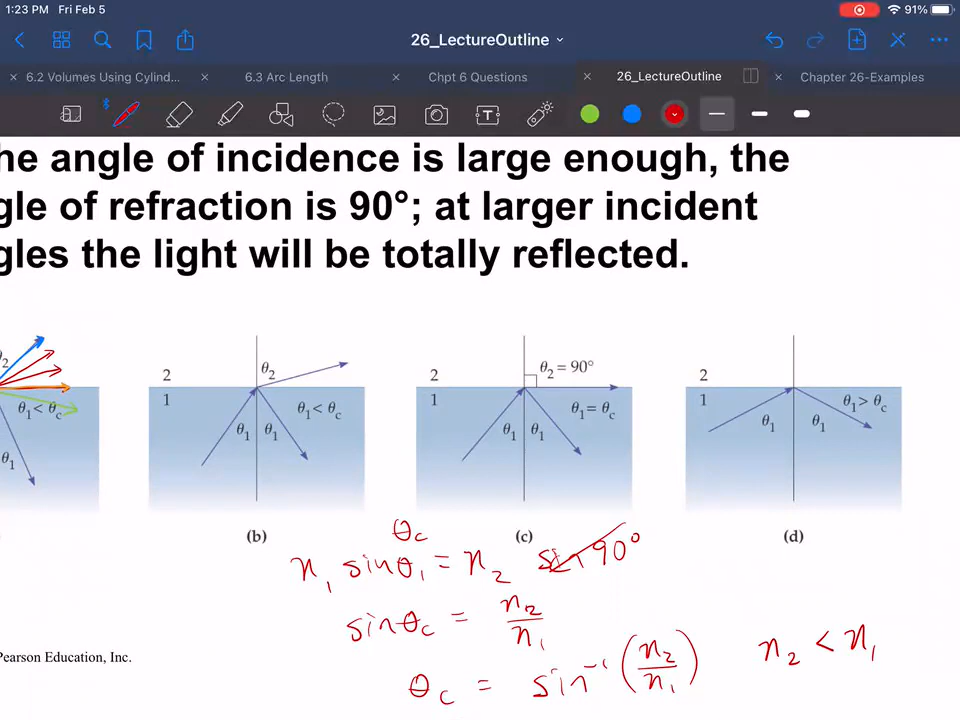 1:23 PM Fri Feb 5 91%
26_LectureOutline
6.2 Volumes Using Cylind... 6.3 Arc Length Chpt 6 Questions 26_LectureOutline Chapter 26-Examples
he angle of incidence is large enough, the
gle of refraction is 90°; at larger incident
gles the light will be totally reflected.
θ2 θ2 θ2 = 90°
2 2 2
1 1 1
θ1 < θc θ1 < θc θ1 = θc θ1 > θc
θ1 θ1 θ1 θ1 θ1 θ1 θ1
(b) (c) (d)
θc
n1 sinθ1 = n2 sin90°
sinθc = n2/n1
θc = sin⁻¹(n2/n1) n2 < n1
Pearson Education, Inc.